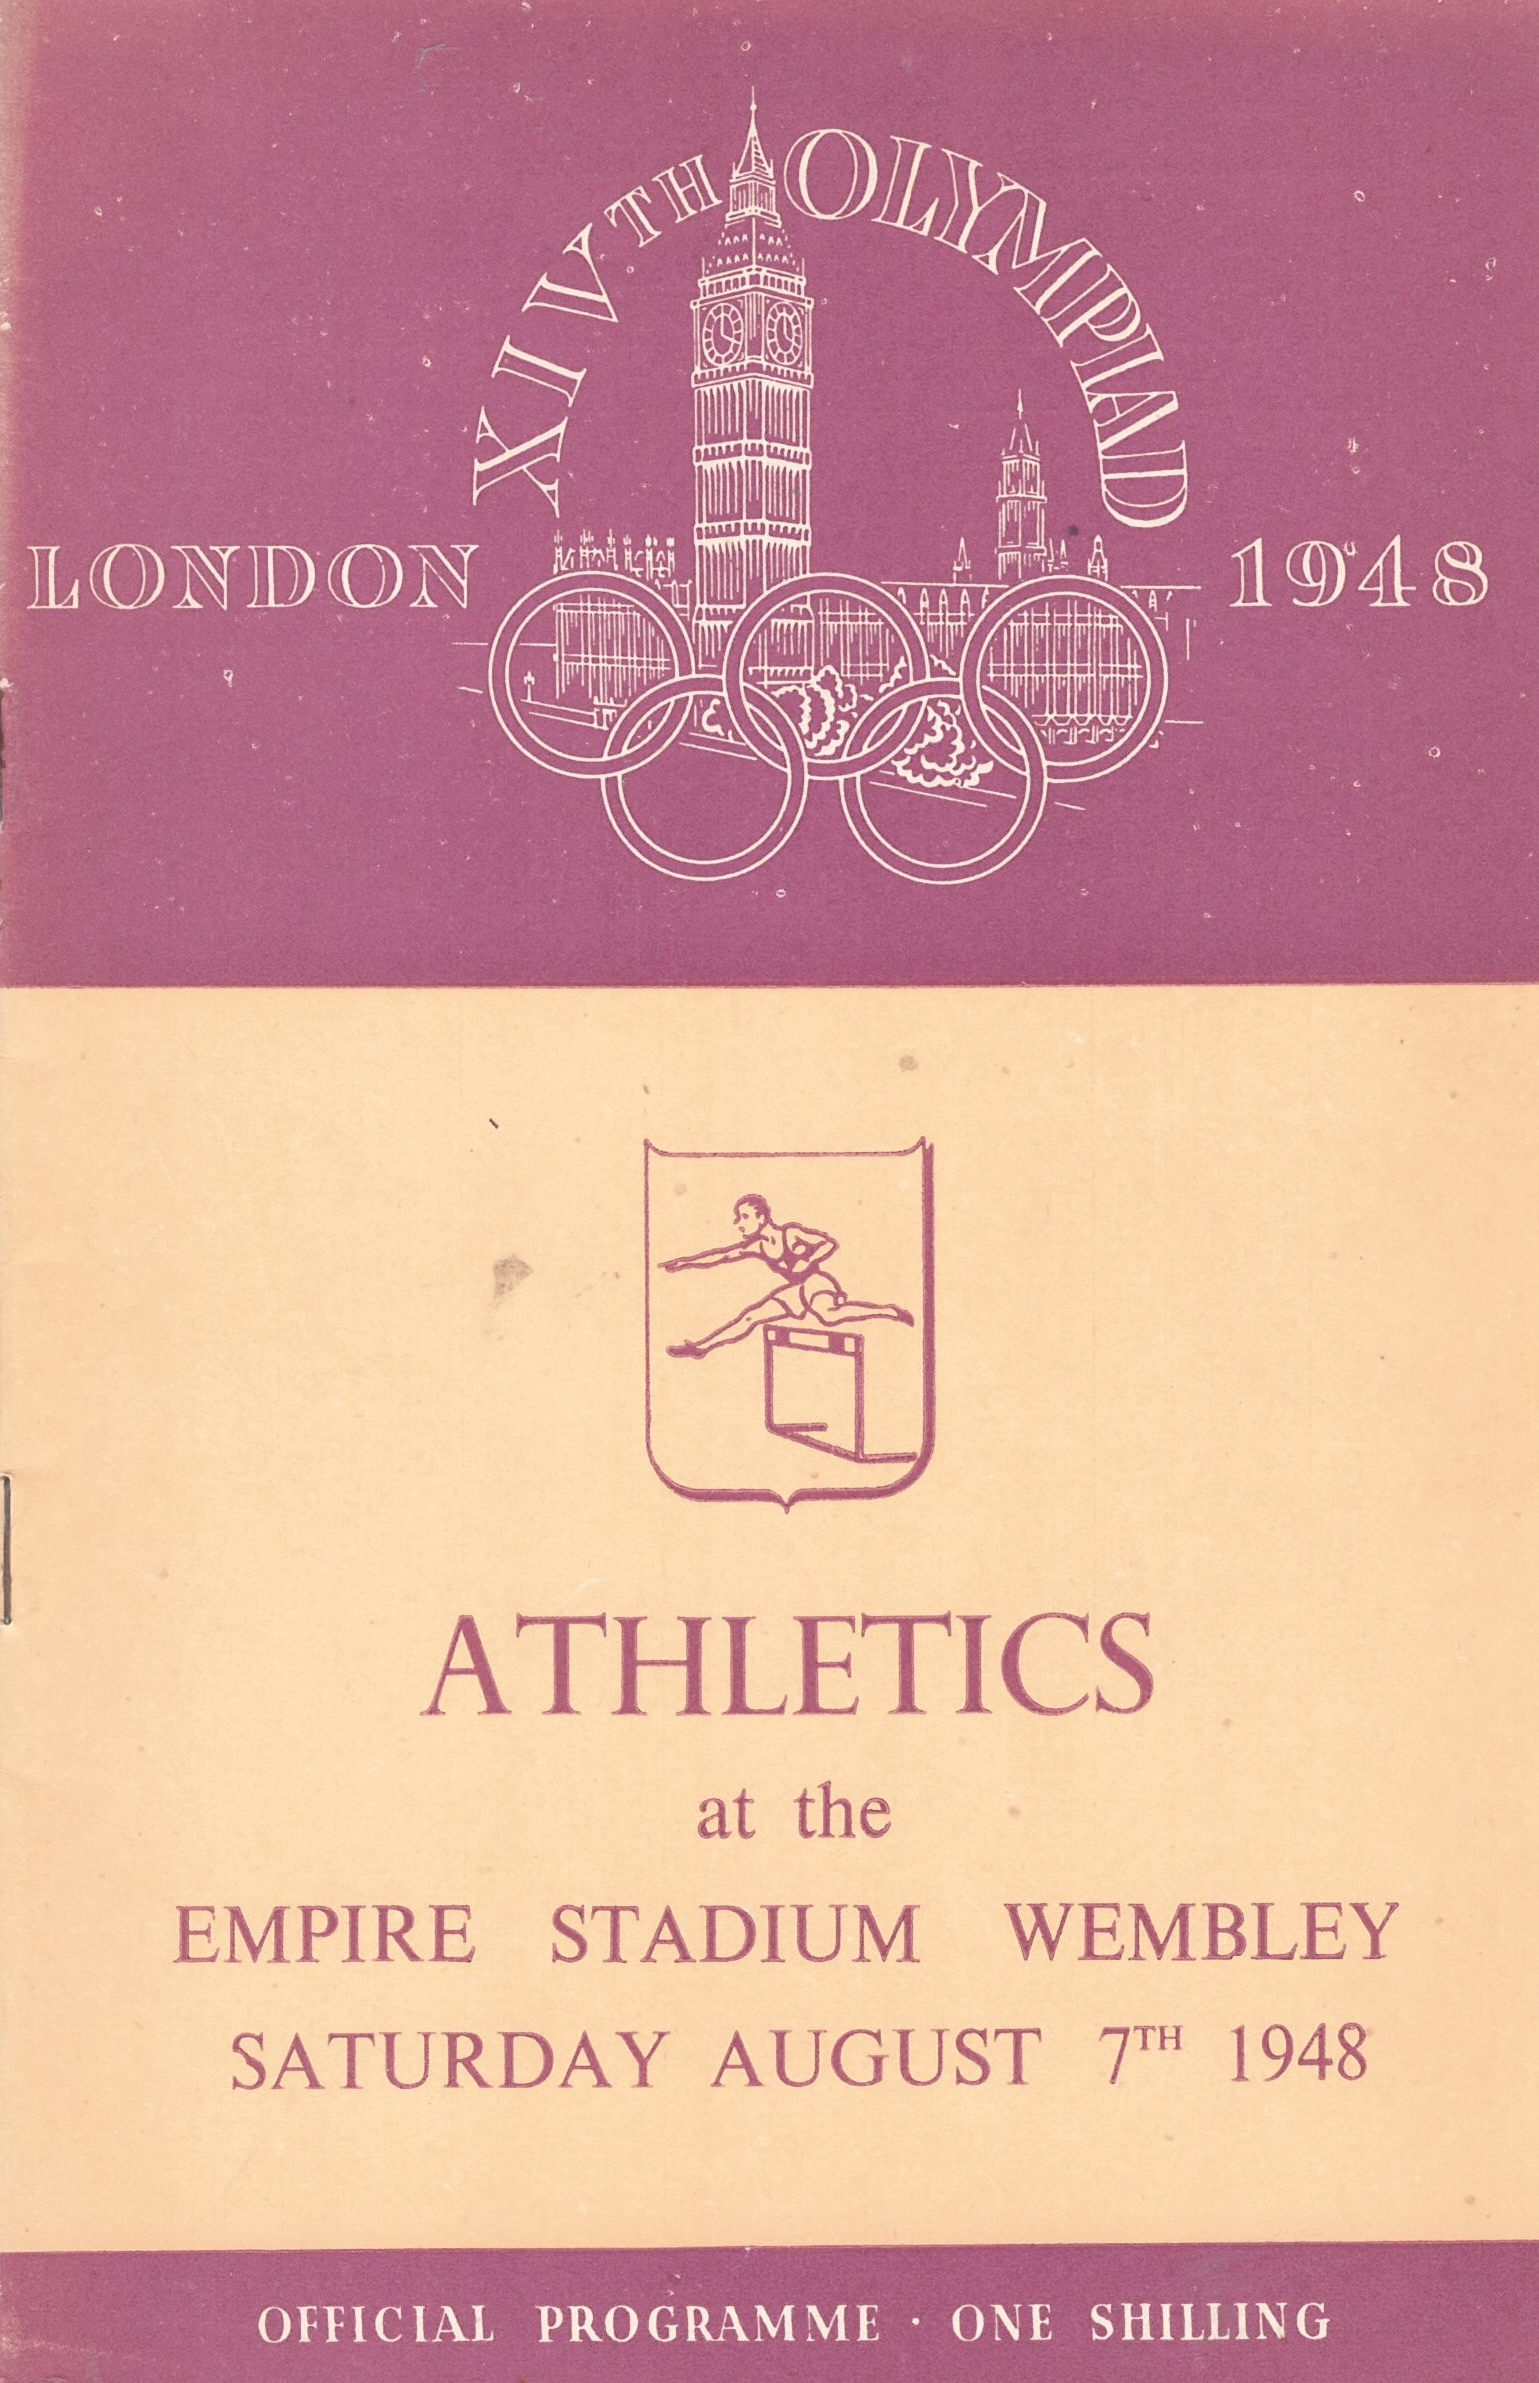 XIVTH OLYMPIAD
LONDON 1948
ATHLETICS
at the
EMPIRE STADIUM WEMBLEY
SATURDAY AUGUST 7TH 1948
OFFICIAL PROGRAMME · ONE SHILLING